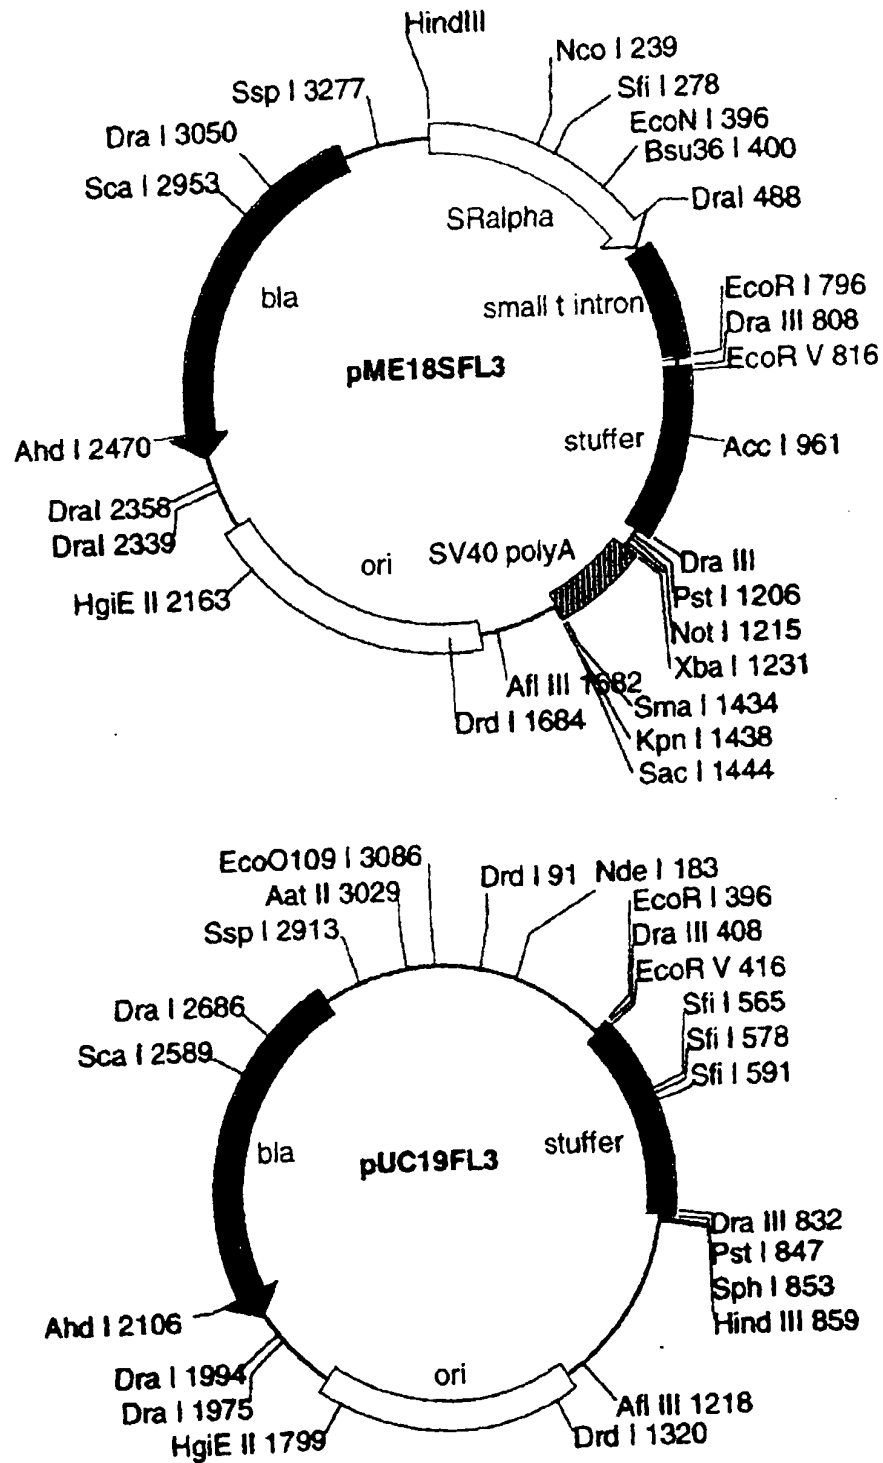 HindIII
Nco I 239
Ssp I 3277
Sfi I 278
EcoN I 396
Dra I 3050
Bsu36 I 400
Sca I 2953
DraI 488
SRalpha
bla
small t intron
EcoR I 796
Dra III 808
pME18SFL3
EcoR V 816
Ahd I 2470
stuffer
Acc I 961
DraI 2358
DraI 2339
ori
SV40 polyA
Dra III
HgiE II 2163
Pst I 1206
Not I 1215
Xba I 1231
Afl III 1682
Sma I 1434
Drd I 1684
Kpn I 1438
Sac I 1444
EcoO109 I 3086
Drd I 91
Nde I 183
Aat II 3029
EcoR I 396
Ssp I 2913
Dra III 408
EcoR V 416
Dra I 2686
Sfi I 565
Sca I 2589
Sfi I 578
Sfi I 591
bla
pUC19FL3
stuffer
Dra III 832
Pst I 847
Sph I 853
Ahd I 2106
Hind III 859
Dra I 1994
ori
Dra I 1975
Afl III 1218
HgiE II 1799
Drd I 1320